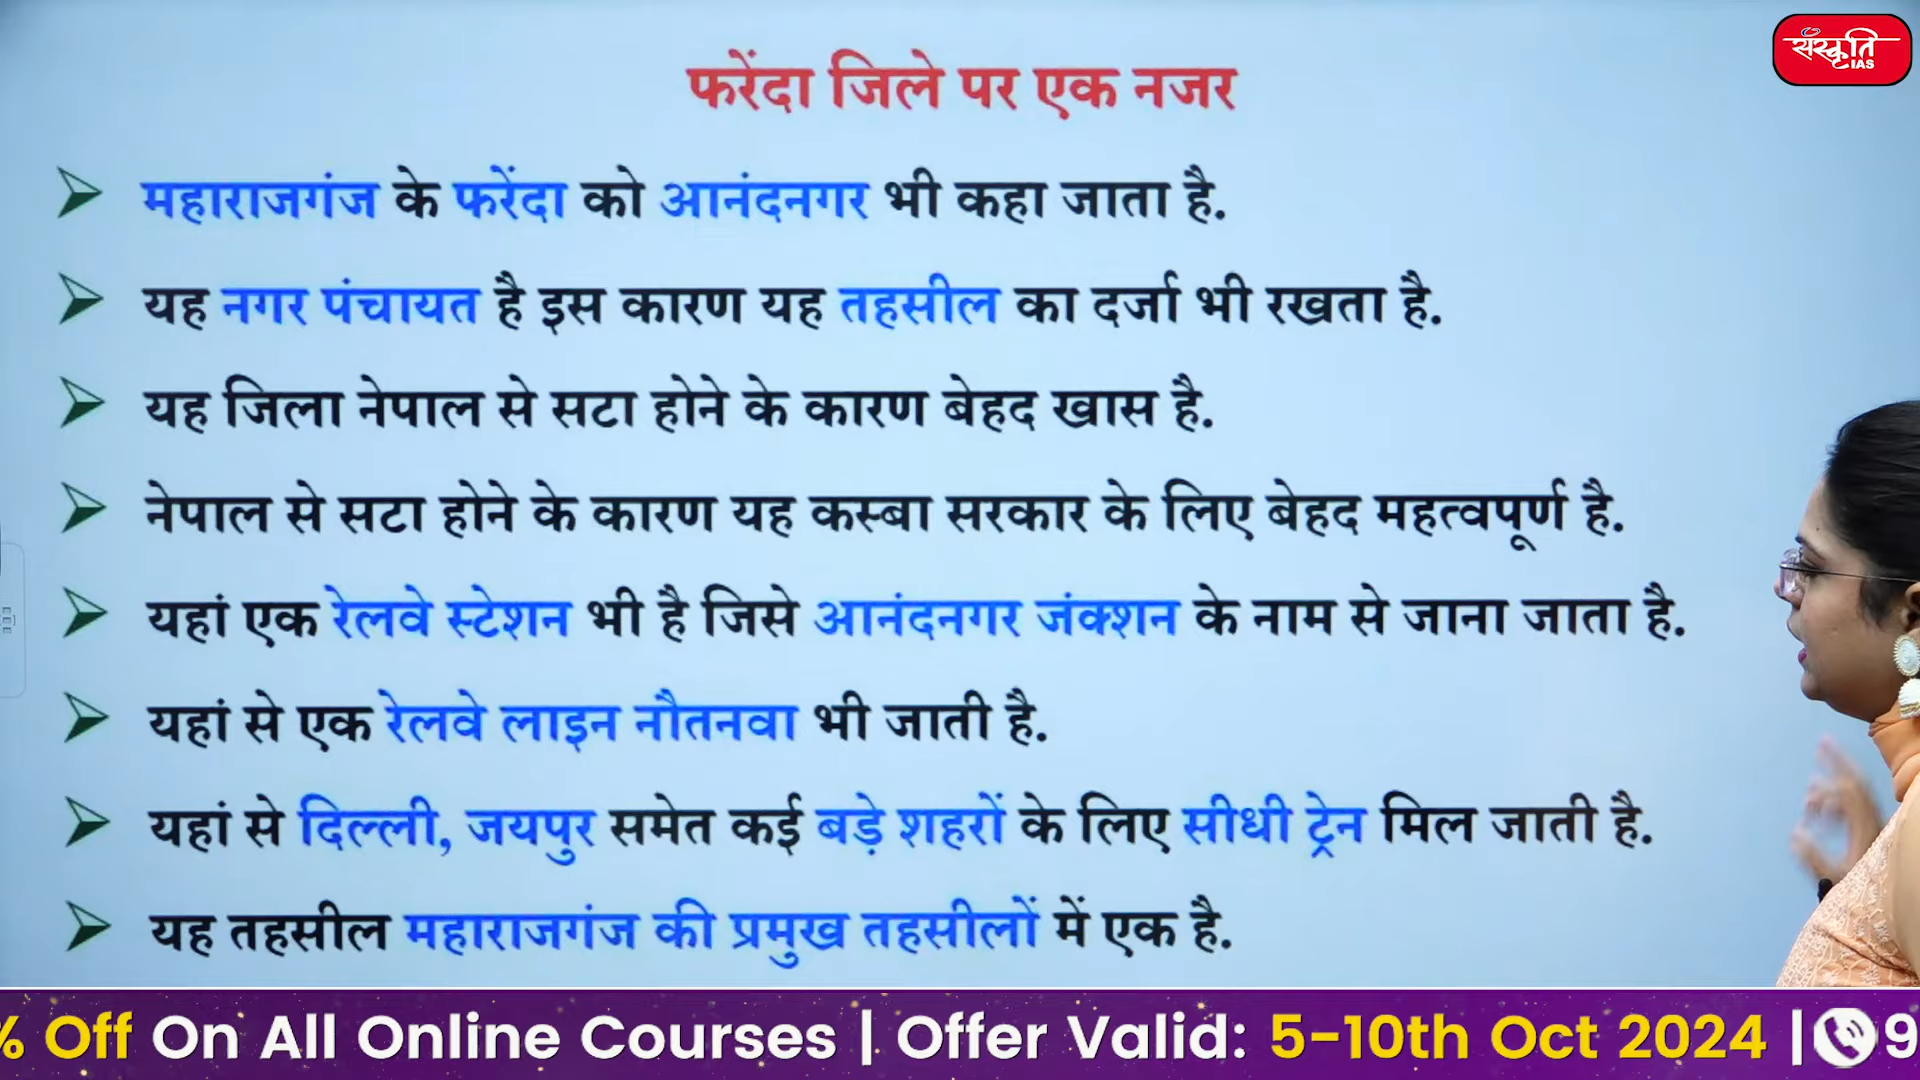 संस्कृति
IAS
फरेंदा जिले पर एक नजर
महाराजगंज के फरेंदा को आनंदनगर भी कहा जाता है.
यह नगर पंचायत है इस कारण यह तहसील का दर्जा भी रखता है.
यह जिला नेपाल से सटा होने के कारण बेहद खास है.
नेपाल से सटा होने के कारण यह कस्बा सरकार के लिए बेहद महत्वपूर्ण है.
यहां एक रेलवे स्टेशन भी है जिसे आनंदनगर जंक्शन के नाम से जाना जाता है.
यहां से एक रेलवे लाइन नौतनवा भी जाती है.
यहां से दिल्ली, जयपुर समेत कई बड़े शहरों के लिए सीधी ट्रेन मिल जाती है.
यह तहसील महाराजगंज की प्रमुख तहसीलों में एक है.
% Off On All Online Courses | Offer Valid: 5-10th Oct 2024 | 9